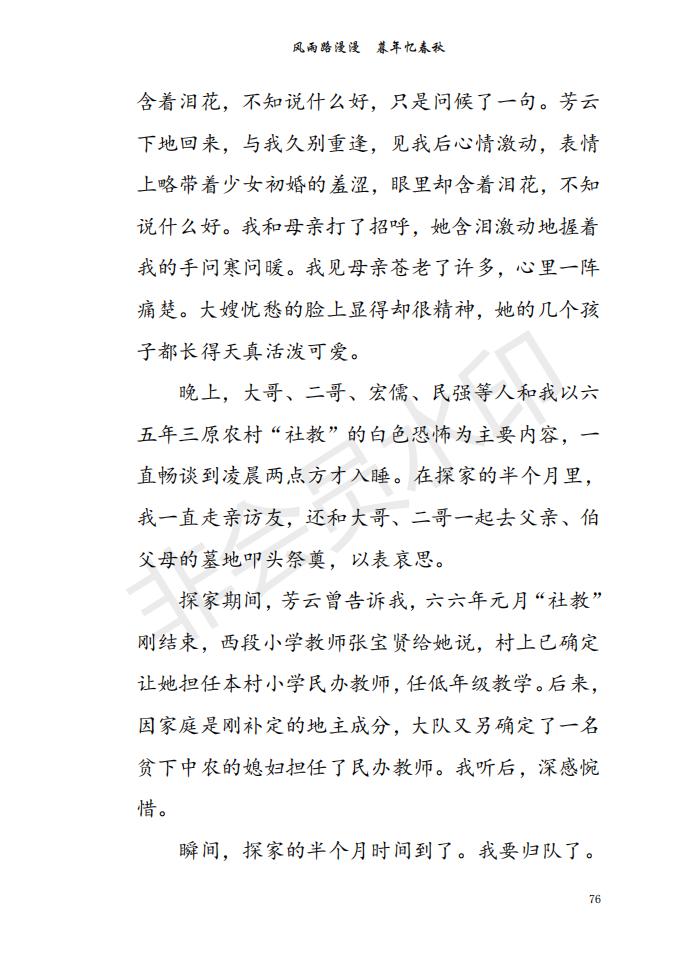 风雨路漫漫　暮年忆春秋
含着泪花，不知说什么好，只是问候了一句。芳云
下地回来，与我久别重逢，见我后心情激动，表情
上略带着少女初婚的羞涩，眼里却含着泪花，不知
说什么好。我和母亲打了招呼，她含泪激动地握着
我的手问寒问暖。我见母亲苍老了许多，心里一阵
痛楚。大嫂忧愁的脸上显得却很精神，她的几个孩
子都长得天真活泼可爱。
晚上，大哥、二哥、宏儒、民强等人和我以六
五年三原农村“社教”的白色恐怖为主要内容，一
直畅谈到凌晨两点方才入睡。在探家的半个月里，
我一直走亲访友，还和大哥、二哥一起去父亲、伯
父母的墓地叩头祭奠，以表哀思。
探家期间，芳云曾告诉我，六六年元月“社教”
刚结束，西段小学教师张宝贤给她说，村上已确定
让她担任本村小学民办教师，任低年级教学。后来，
因家庭是刚补定的地主成分，大队又另确定了一名
贫下中农的媳妇担任了民办教师。我听后，深感惋
惜。
瞬间，探家的半个月时间到了。我要归队了。
76
非会员水印